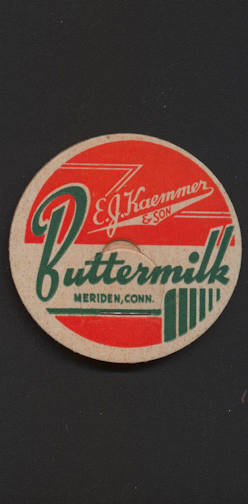 E.J. Kaemmer
& SON
Buttermilk
MERIDEN, CONN.